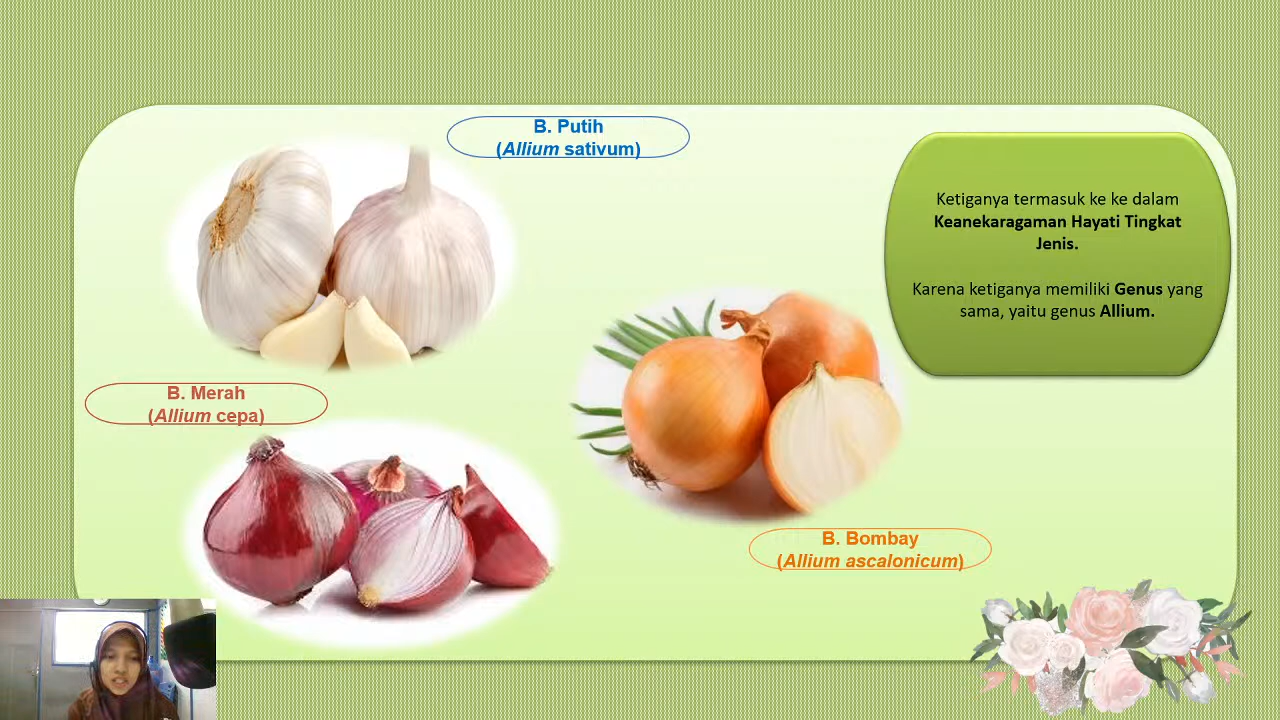 B. Putih
(Allium sativum)
Ketiganya termasuk ke ke dalam
Keanekaragaman Hayati Tingkat
Jenis.
Karena ketiganya memiliki Genus yang
sama, yaitu genus Allium.
B. Merah
(Allium cepa)
B. Bombay
(Allium ascalonicum)